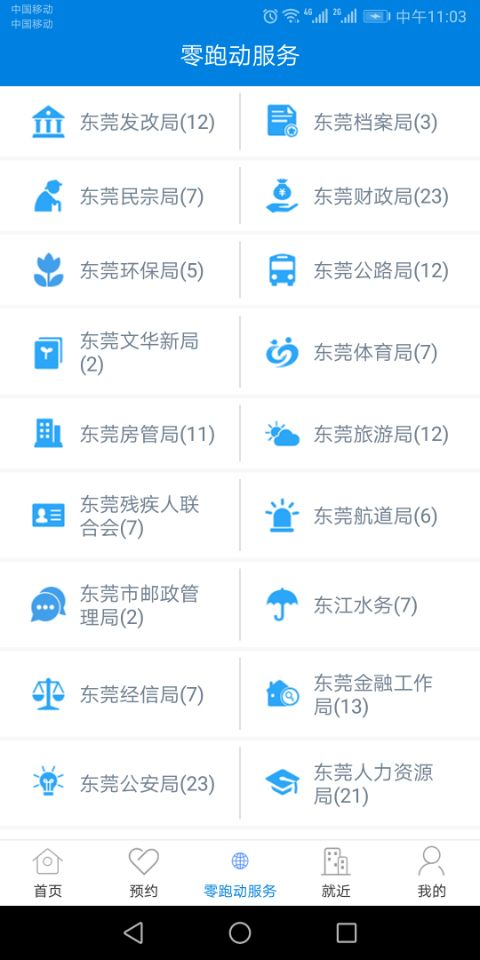 中国移动
中国移动
4G
2G
中午11:03
零跑动服务
东莞发改局(12)
东莞档案局(3)
东莞民宗局(7)
东莞财政局(23)
东莞环保局(5)
东莞公路局(12)
东莞文华新局
(2)
东莞体育局(7)
东莞房管局(11)
东莞旅游局(12)
东莞残疾人联
合会(7)
东莞航道局(6)
东莞市邮政管
理局(2)
东江水务(7)
东莞经信局(7)
东莞金融工作
局(13)
东莞公安局(23)
东莞人力资源
局(21)
首页
预约
零跑动服务
就近
我的